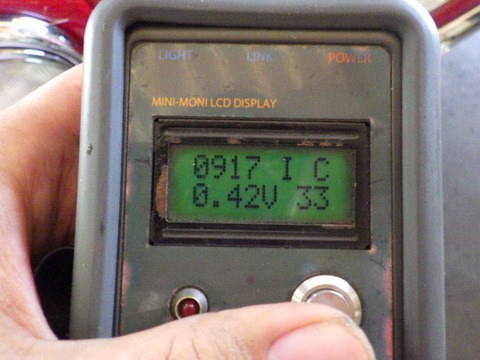 LIGHT LINK POWER
MINI-MONI LCD DISPLAY
0917 I C
0.42V 33